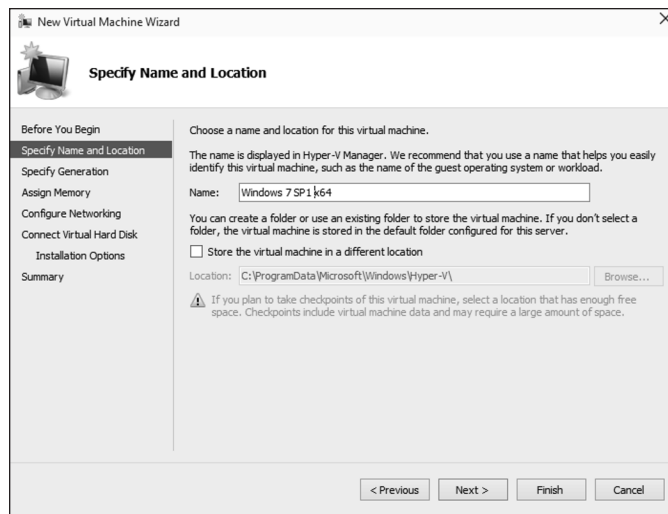 New Virtual Machine Wizard
Specify Name and Location
Before You Begin
Specify Name and Location
Specify Generation
Assign Memory
Configure Networking
Connect Virtual Hard Disk
Installation Options
Summary
Choose a name and location for this virtual machine.
The name is displayed in Hyper-V Manager. We recommend that you use a name that helps you easily
identify this virtual machine, such as the name of the guest operating system or workload.
Name: Windows 7 SP1 x64
You can create a folder or use an existing folder to store the virtual machine. If you don't select a
folder, the virtual machine is stored in the default folder configured for this server.
Store the virtual machine in a different location
Location: C:\ProgramData\Microsoft\Windows\Hyper-V\ Browse...
If you plan to take checkpoints of this virtual machine, select a location that has enough free
space. Checkpoints include virtual machine data and may require a large amount of space.
< Previous Next > Finish Cancel